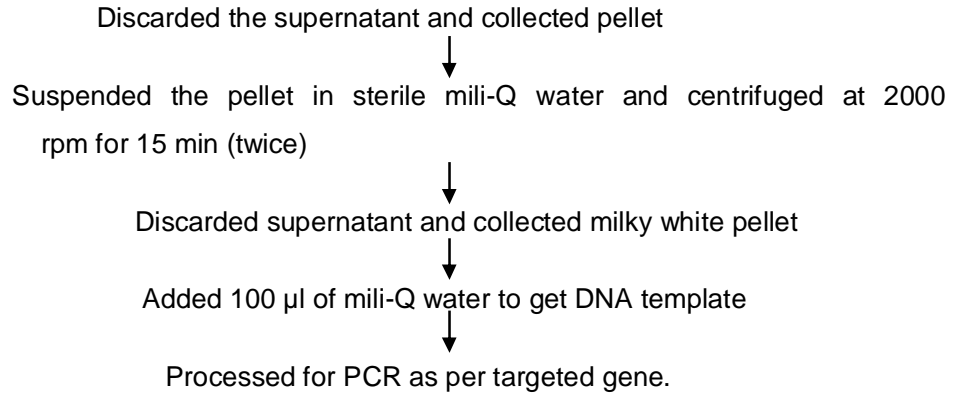 Discarded the supernatant and collected pellet
Suspended the pellet in sterile mili-Q water and centrifuged at 2000
rpm for 15 min (twice)
Discarded supernatant and collected milky white pellet
Added 100 µl of mili-Q water to get DNA template
Processed for PCR as per targeted gene.